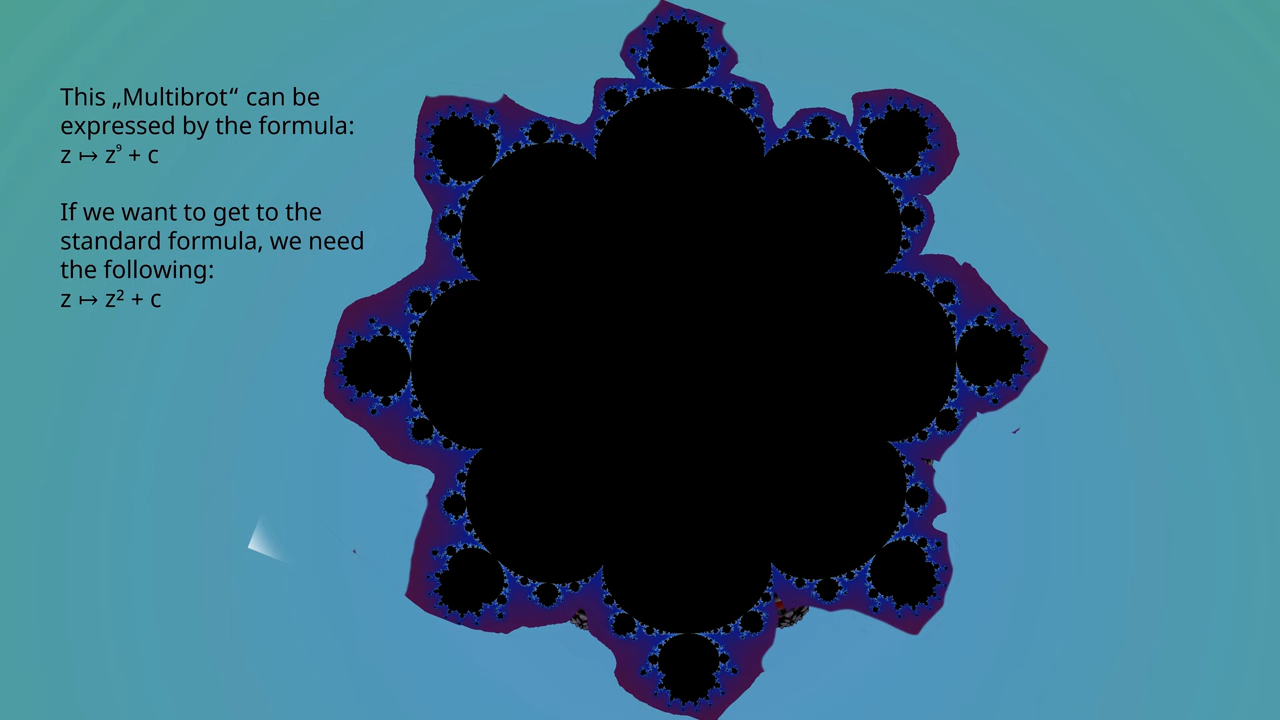 This „Multibrot“ can be
expressed by the formula:
z ↦ z⁹ + c
If we want to get to the
standard formula, we need
the following:
z ↦ z² + c